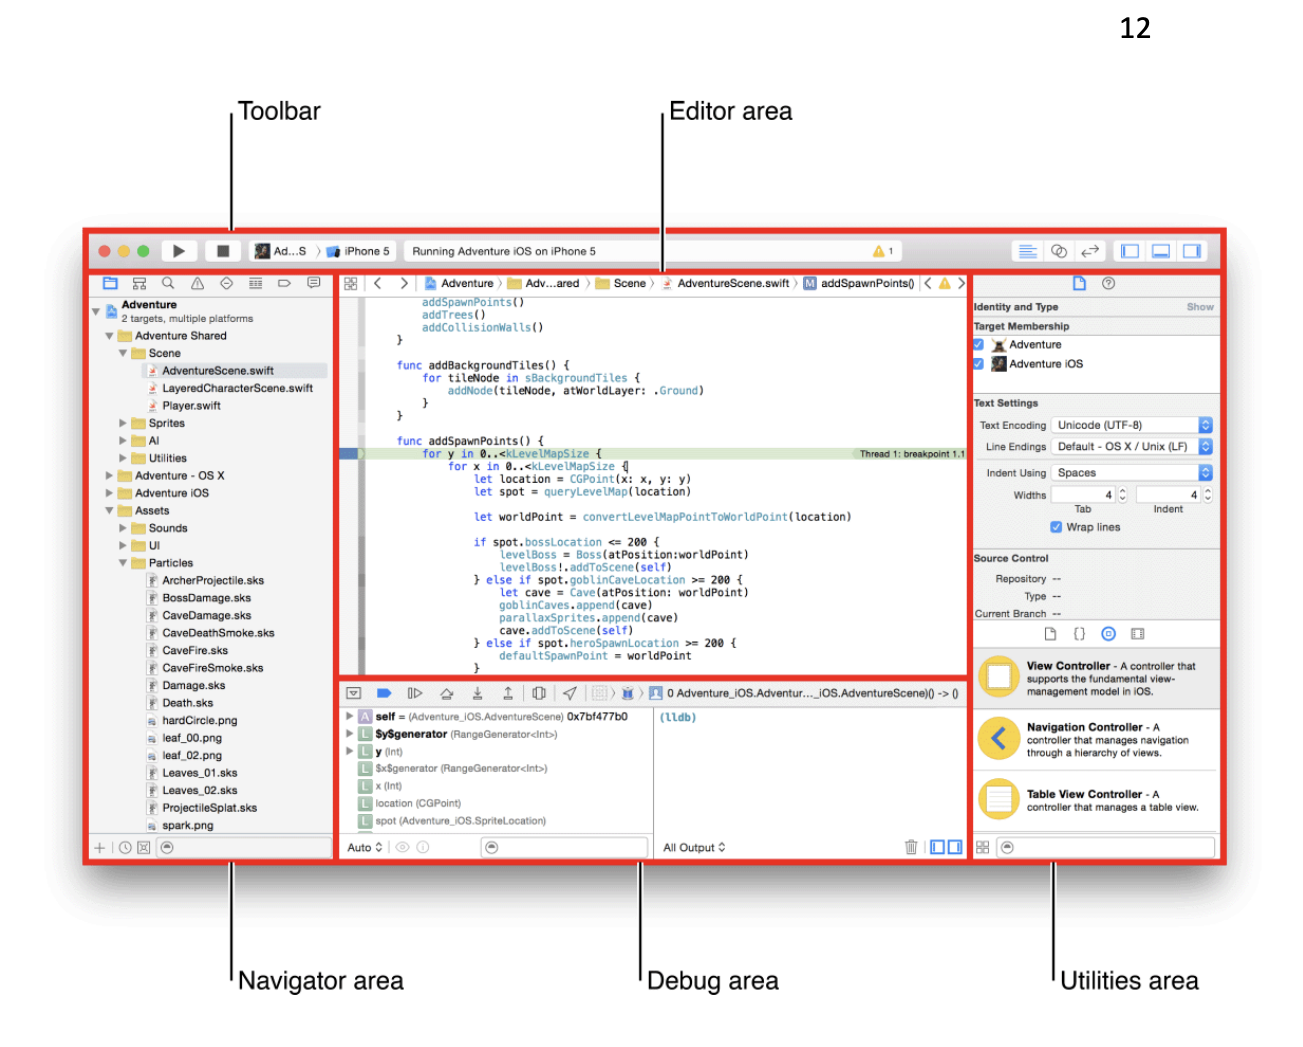 12
Toolbar
Editor area
Ad...S
iPhone 5
Running Adventure iOS on iPhone 5
1
Adventure
2 targets, multiple platforms
Adventure Shared
Scene
AdventureScene.swift
LayeredCharacterScene.swift
Player.swift
Sprites
AI
Utilities
Adventure - OS X
Adventure iOS
Assets
Sounds
UI
Particles
ArcherProjectile.sks
BossDamage.sks
CaveDamage.sks
CaveDeathSmoke.sks
CaveFire.sks
CaveFireSmoke.sks
Damage.sks
Death.sks
hardCircle.png
leaf_00.png
leaf_02.png
Leaves_01.sks
Leaves_02.sks
ProjectileSplat.sks
spark.png
Adventure
Adv...ared
Scene
AdventureScene.swift
M addSpawnPoints()
addSpawnPoints()
addTrees()
addCollisionWalls()
}
func addBackgroundTiles() {
for tileNode in sBackgroundTiles {
addNode(tileNode, atWorldLayer: .Ground)
}
}
func addSpawnPoints() {
for y in 0..<kLevelMapSize {
Thread 1: breakpoint 1.1
for x in 0..<kLevelMapSize {
let location = CGPoint(x: x, y: y)
let spot = queryLevelMap(location)
let worldPoint = convertLevelMapPointToWorldPoint(location)
if spot.bossLocation <= 200 {
levelBoss = Boss(atPosition:worldPoint)
levelBoss!.addToScene(self)
} else if spot.goblinCaveLocation >= 200 {
let cave = Cave(atPosition: worldPoint)
goblinCaves.append(cave)
parallaxSprites.append(cave)
cave.addToScene(self)
} else if spot.heroSpawnLocation >= 200 {
defaultSpawnPoint = worldPoint
}
0 Adventure_iOS.Adventur..._iOS.AdventureScene)() -> ()
A self = (Adventure_iOS.AdventureScene) 0x7bf477b0
L $y$generator (RangeGenerator<Int>)
L y (Int)
L $x$generator (RangeGenerator<Int>)
L x (Int)
L location (CGPoint)
L spot (Adventure_iOS.SpriteLocation)
Auto
(lldb)
All Output
Identity and Type
Show
Target Membership
Adventure
Adventure iOS
Text Settings
Text Encoding Unicode (UTF-8)
Line Endings Default - OS X / Unix (LF)
Indent Using Spaces
Widths 4 4
Tab Indent
Wrap lines
Source Control
Repository --
Type --
Current Branch --
{}
View Controller - A controller that
supports the fundamental view-
management model in iOS.
Navigation Controller - A
controller that manages navigation
through a hierarchy of views.
Table View Controller - A
controller that manages a table view.
Navigator area
Debug area
Utilities area